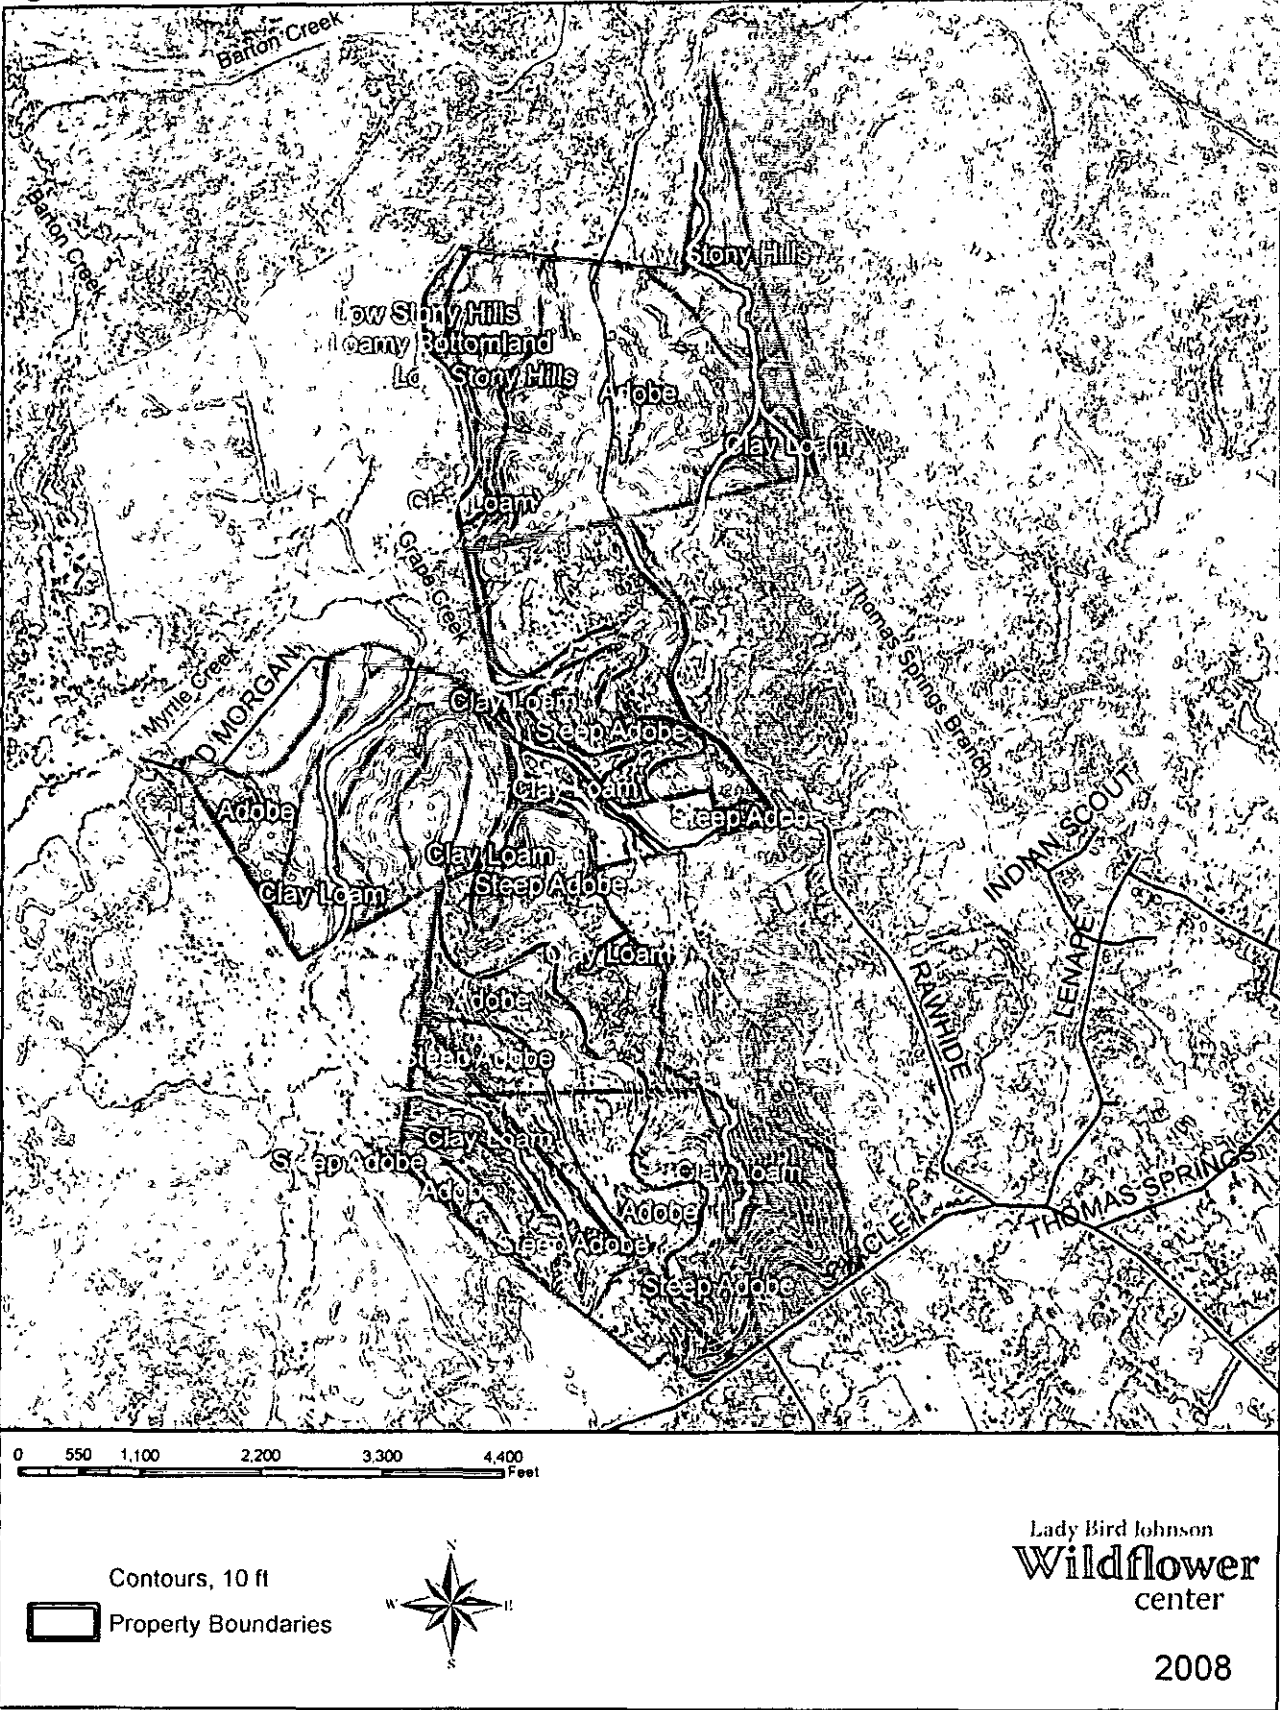 Barton Creek
Barton Creek
Stony Hills
Low Stony Hills
Loamy Bottomland
Stony Hills
Adobe
Clay Loam
Clay Loam
Grape Creek
Thomas Springs Branch
Myrtle Creek
D MORGAN
Clay Loam
Steep Adobe
Clay Loam
Adobe
Steep Adobe
INDIAN SCOUT
Clay Loam
Steep Adobe
Clay Loam
LENAPE
Clay Loam
RAWHIDE
Adobe
Steep Adobe
Clay Loam
Steep Adobe
Clay Loam
Adobe
Adobe
THOMAS SPRINGS
CLE
Steep Adobe
Steep Adobe
0 550 1,100 2,200 3,300 4,400
Feet
Contours, 10 ft
Property Boundaries
N
W E
S
Lady Bird Johnson
Wildflower
center
2008